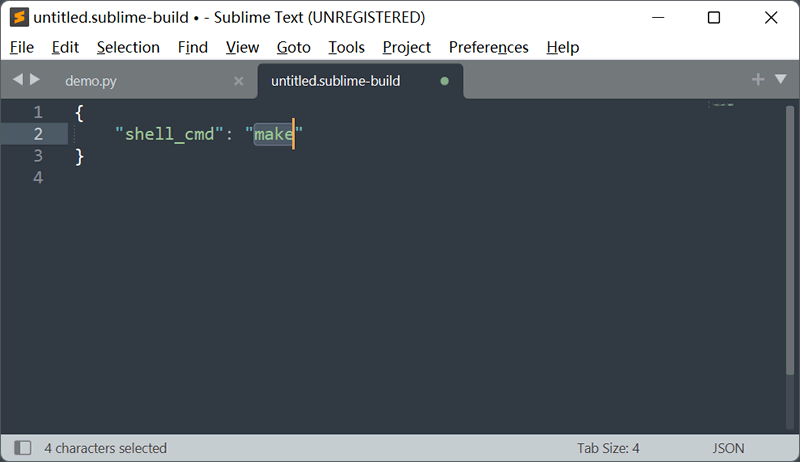 untitled.sublime-build • - Sublime Text (UNREGISTERED)
File Edit Selection Find View Goto Tools Project Preferences Help
demo.py untitled.sublime-build
1 {
2 "shell_cmd": "make"
3 }
4
4 characters selected Tab Size: 4 JSON